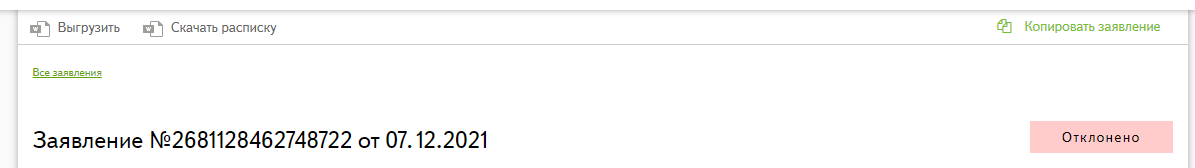 Выгрузить Скачать расписку Копировать заявление
Все заявления
Заявление №2681128462748722 от 07.12.2021 Отклонено